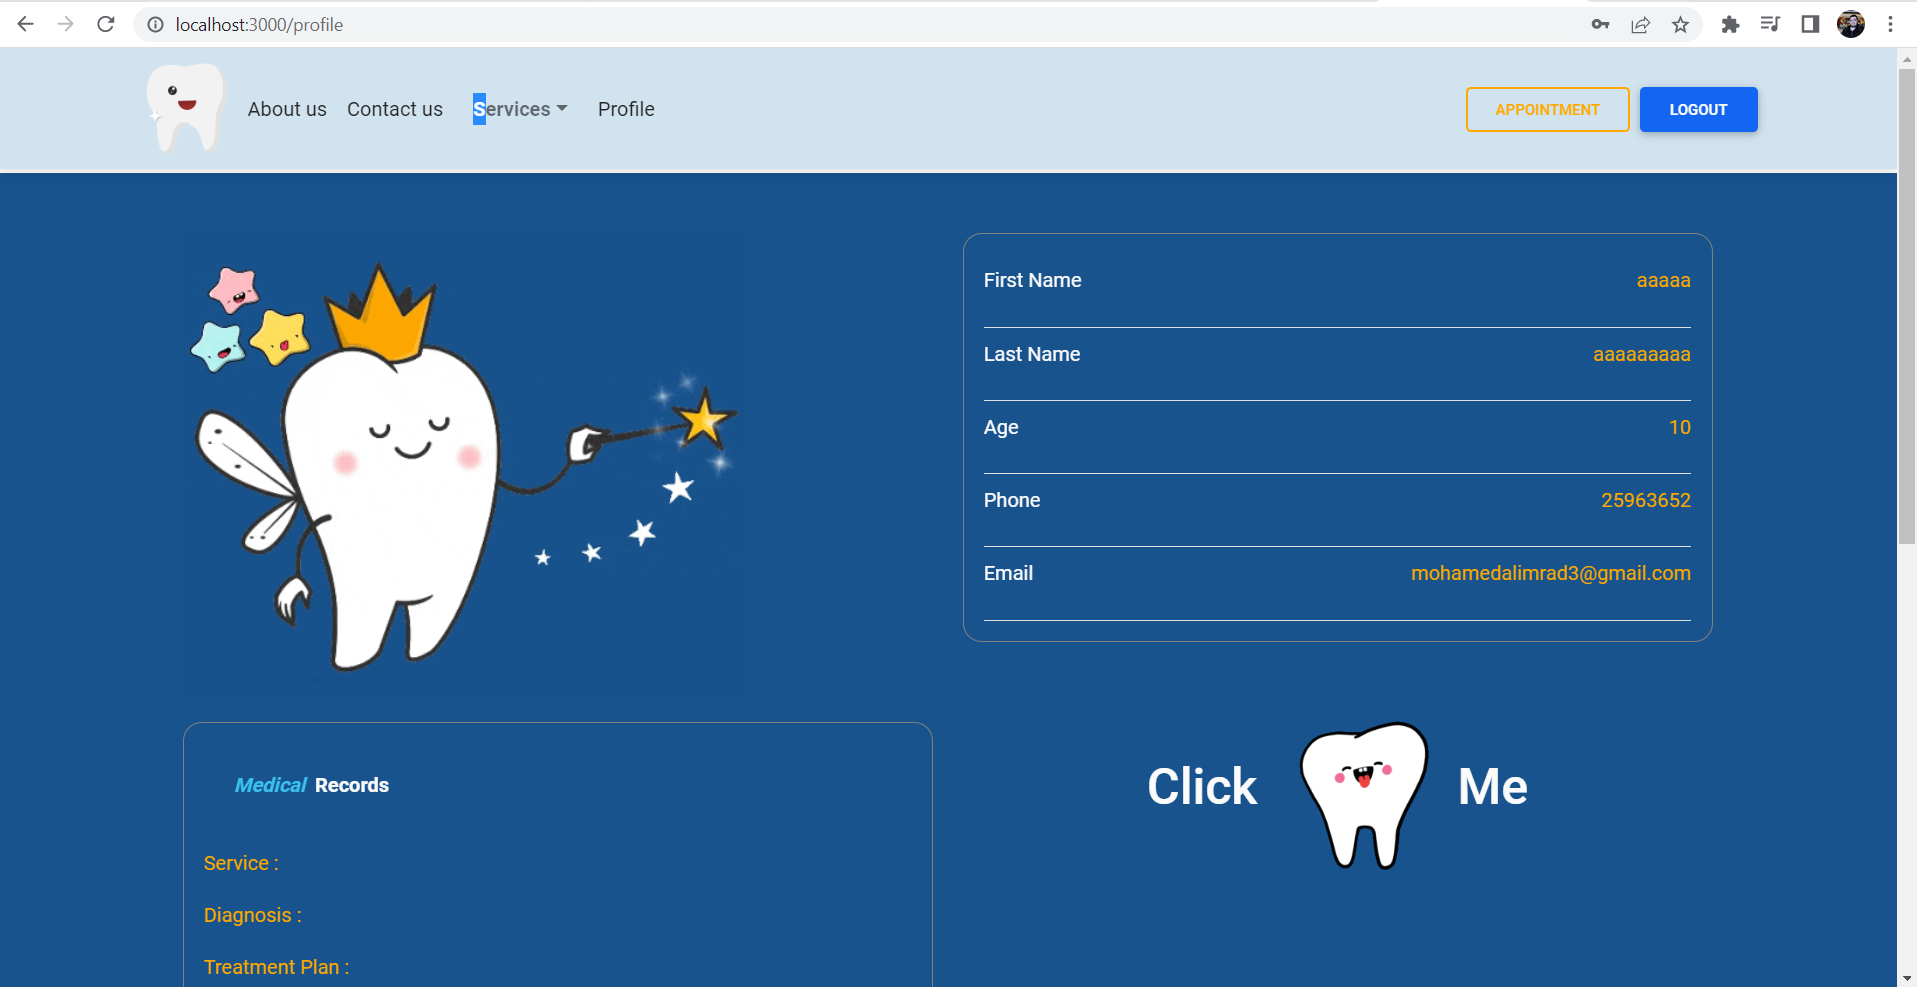 localhost:3000/profile
About us Contact us Services Profile APPOINTMENT LOGOUT
First Name aaaaa
Last Name aaaaaaaaa
Age 10
Phone 25963652
Email mohamedalimrad3@gmail.com
Medical Records
Click Me
Service :
Diagnosis :
Treatment Plan :